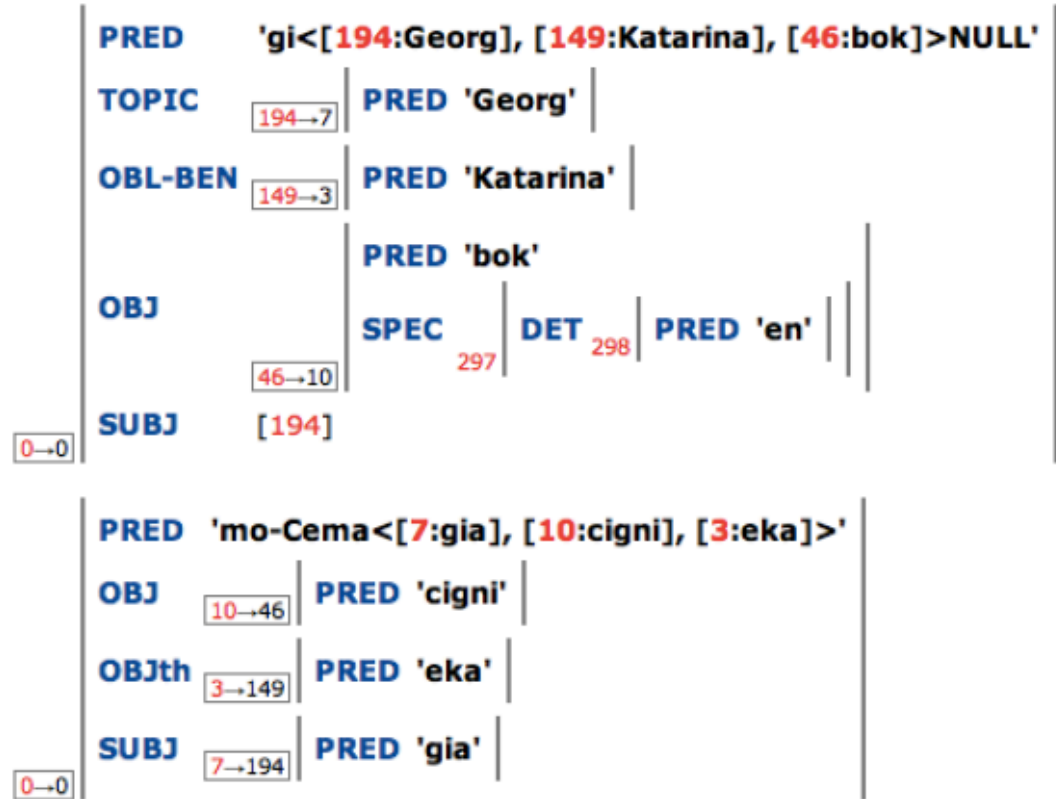 PRED 'gi<[194:Georg], [149:Katarina], [46:bok]>NULL'
TOPIC 194→7 PRED 'Georg'
OBL-BEN 149→3 PRED 'Katarina'
PRED 'bok'
OBJ 46→10 SPEC 297 DET 298 PRED 'en'
SUBJ [194]
0→0
PRED 'mo-Cema<[7:gia], [10:cigni], [3:eka]>'
OBJ 10→46 PRED 'cigni'
OBJth 3→149 PRED 'eka'
SUBJ 7→194 PRED 'gia'
0→0